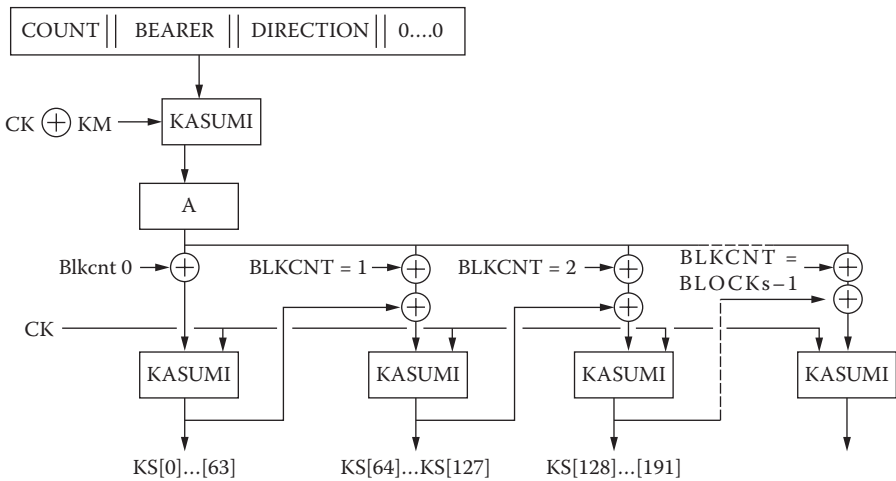 COUNT || BEARER || DIRECTION || 0....0
CK + KM
KASUMI
A
Blkcnt 0
BLKCNT = 1
BLKCNT = 2
BLKCNT =
BLOCKs–1
CK
KASUMI
KASUMI
KASUMI
KASUMI
KS[0]...[63]
KS[64]...KS[127]
KS[128]...[191]